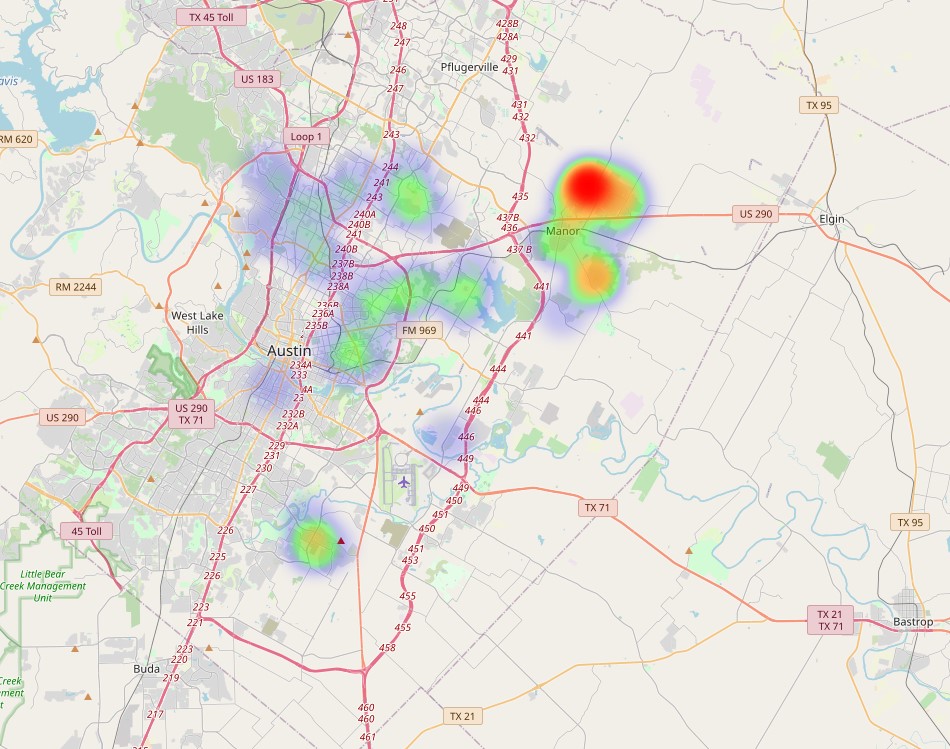 TX 45 Toll
248
428B
428A
247
429
431
Pflugerville
246
US 183
247
431
432
TX 95
243
432
Loop 1
RM 620
244
241
243
435
240A
240B
241
437B
436
US 290
Elgin
Manor
240B
437 B
237B
238B
238A
RM 2244
441
236B
236A
235B
West Lake
Hills
FM 969
441
Austin
234A
233
444
4A
23
444
446
US 290
US 290
TX 71
232B
232A
446
229
231
449
230
227
449
450
TX 71
451
TX 95
226
450
45 Toll
451
453
225
226
Little Bear
Creek Management
Unit
455
223
221
455
TX 21
TX 71
Bastrop
458
223
220
Buda
219
Creek
ment
t
460
460
217
TX 21
461